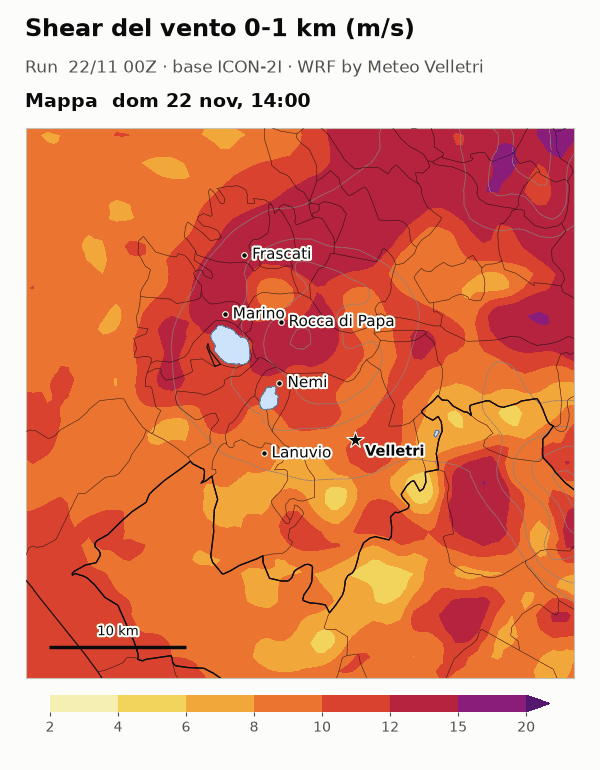 Shear del vento 0-1 km (m/s)
Run  22/11 00Z · base ICON-2I · WRF by Meteo Velletri
Mappa  dom 22 nov, 14:00
Frascati
Marino
Rocca di Papa
Nemi
Velletri
Lanuvio
10 km
2 4 6 8 10 12 15 20